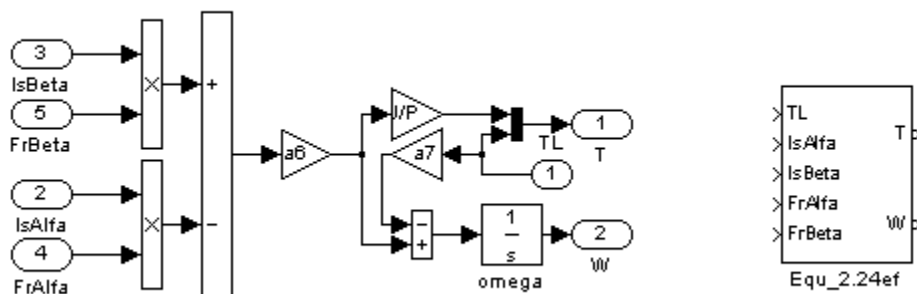 3
IsBeta
5
FrBeta
2
IsAlfa
4
FrAlfa
×
×
+
−
a6
J/P
a7
TL
1
T
1
−
+
1
s
omega
2
W
TL
IsAlfa
IsBeta
FrAlfa
FrBeta
T
W
Equ_2.24ef